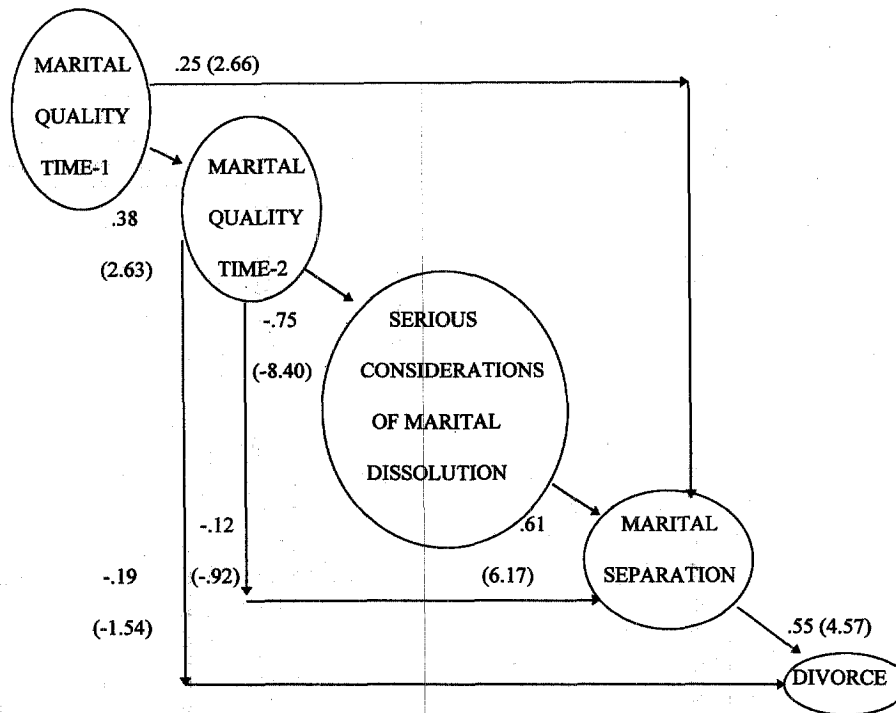 MARITAL
QUALITY
TIME-1
.25 (2.66)
.38
(2.63)
MARITAL
QUALITY
TIME-2
-.75
(-8.40)
SERIOUS
CONSIDERATIONS
OF MARITAL
DISSOLUTION
-.12
(-.92)
-.19
(-1.54)
.61
(6.17)
MARITAL
SEPARATION
.55 (4.57)
DIVORCE